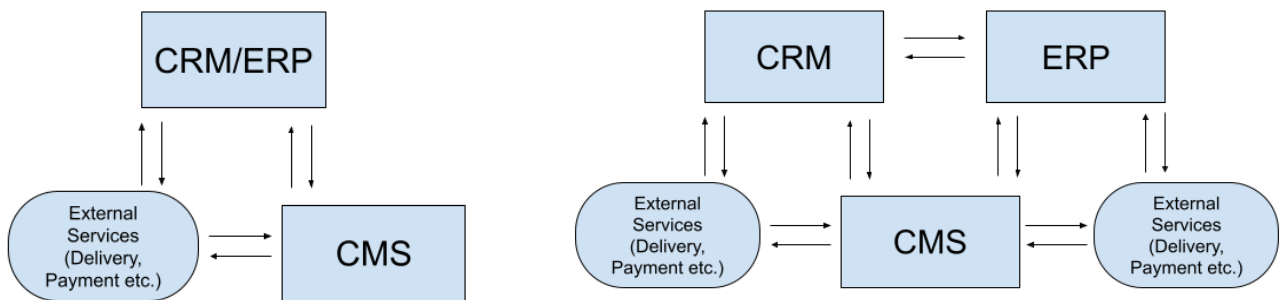 CRM/ERP
External
Services
(Delivery,
Payment etc.)
CMS
CRM
ERP
External
Services
(Delivery,
Payment etc.)
CMS
External
Services
(Delivery,
Payment etc.)